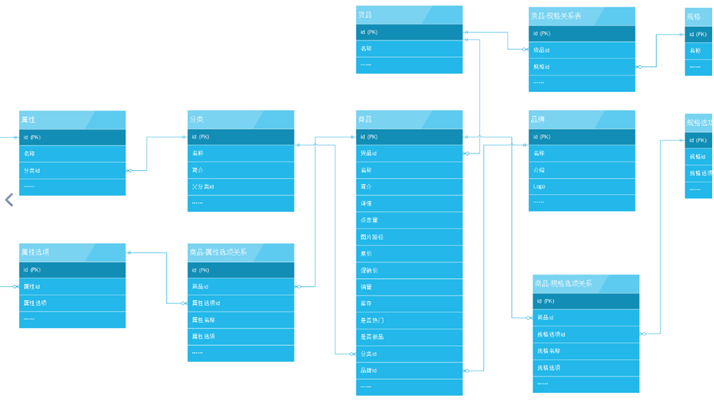 货品
id (PK)
名称
······
货品-规格关系表
id (PK)
货品id
规格id
······
规格
id (PK)
名称
······
属性
id (PK)
名称
分类id
······
分类
id (PK)
名称
简介
父分类id
······
商品
id (PK)
货品id
名称
简介
点击量
图片路径
原价
促销价
销量
库存
是否热门
是否新品
分类id
品牌id
······
品牌
id (PK)
名称
介绍
Logo
······
规格选项
id (PK)
规格id
规格选项
······
属性选项
id (PK)
属性id
属性选项
······
商品-属性选项关系
id (PK)
商品id
属性选项id
属性名称
属性选项
······
商品-规格选项关系
id (PK)
商品id
规格选项id
规格名称
规格选项
······